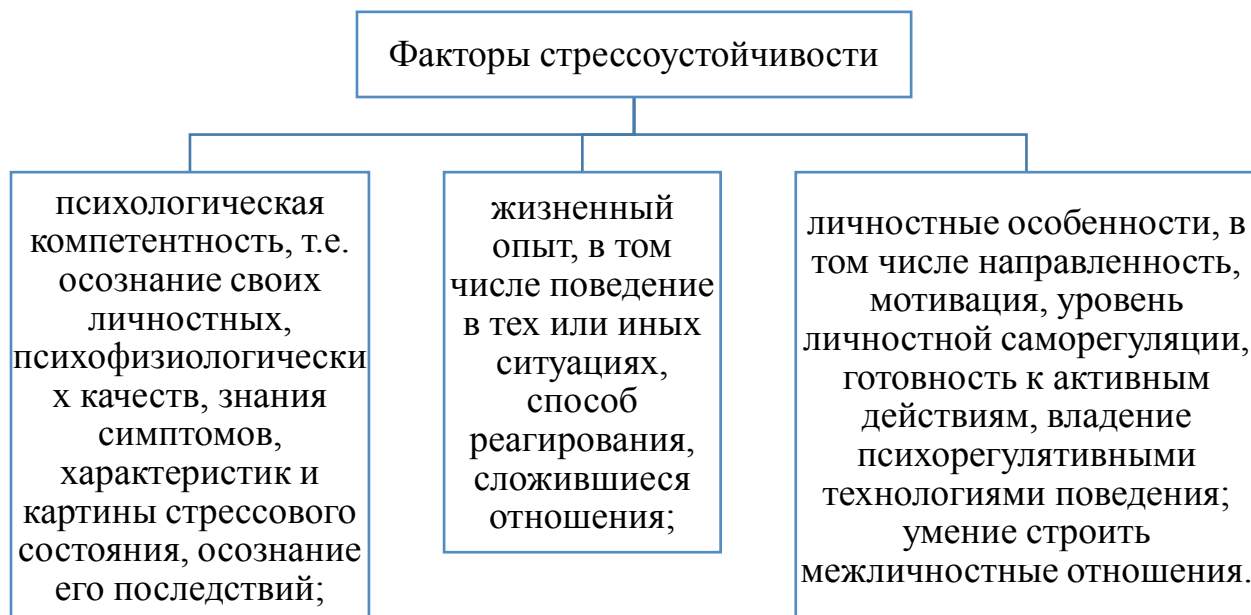 Факторы стрессоустойчивости
психологическая
компетентность, т.е.
осознание своих
личностных,
психофизиологически
х качеств, знания
симптомов,
характеристик и
картины стрессового
состояния, осознание
его последствий;
жизненный
опыт, в том
числе поведение
в тех или иных
ситуациях,
способ
реагирования,
сложившиеся
отношения;
личностные особенности, в
том числе направленность,
мотивация, уровень
личностной саморегуляции,
готовность к активным
действиям, владение
психорегулятивными
технологиями поведения;
умение строить
межличностные отношения.